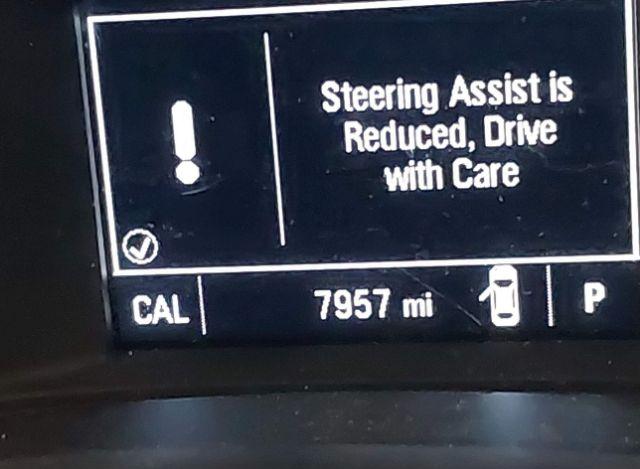 Steering Assist is
Reduced, Drive
with Care
CAL 7957 mi P